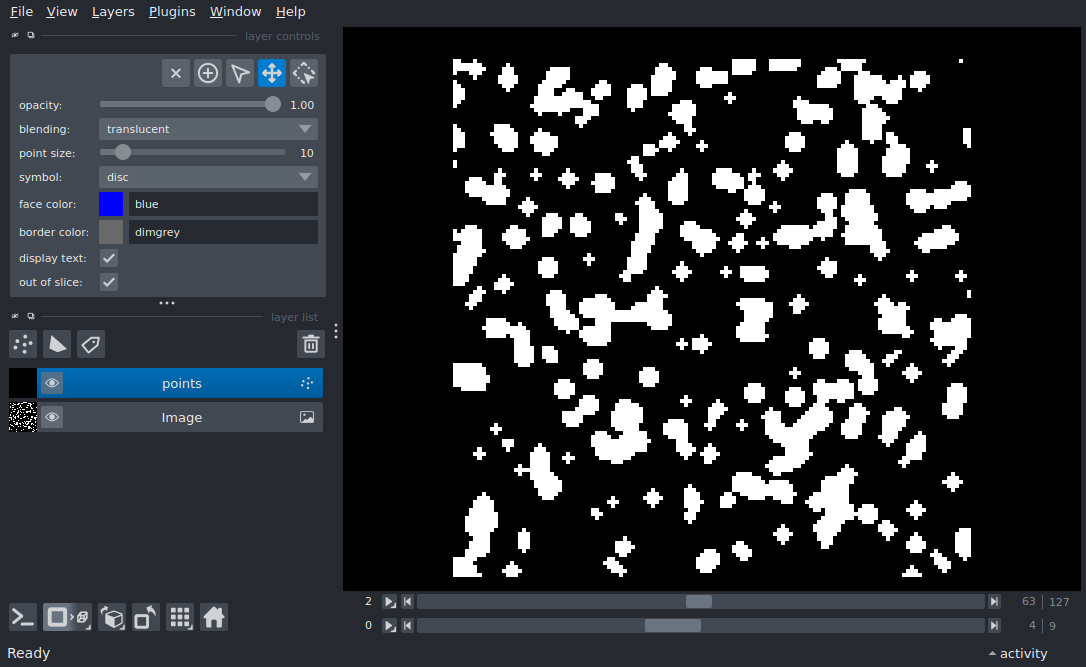 File View Layers Plugins Window Help
layer controls
opacity: 1.00
blending: translucent
point size: 10
symbol: disc
face color: blue
border color: dimgrey
display text:
out of slice:
layer list
points
Image
2 63 127
0 4 9
Ready activity